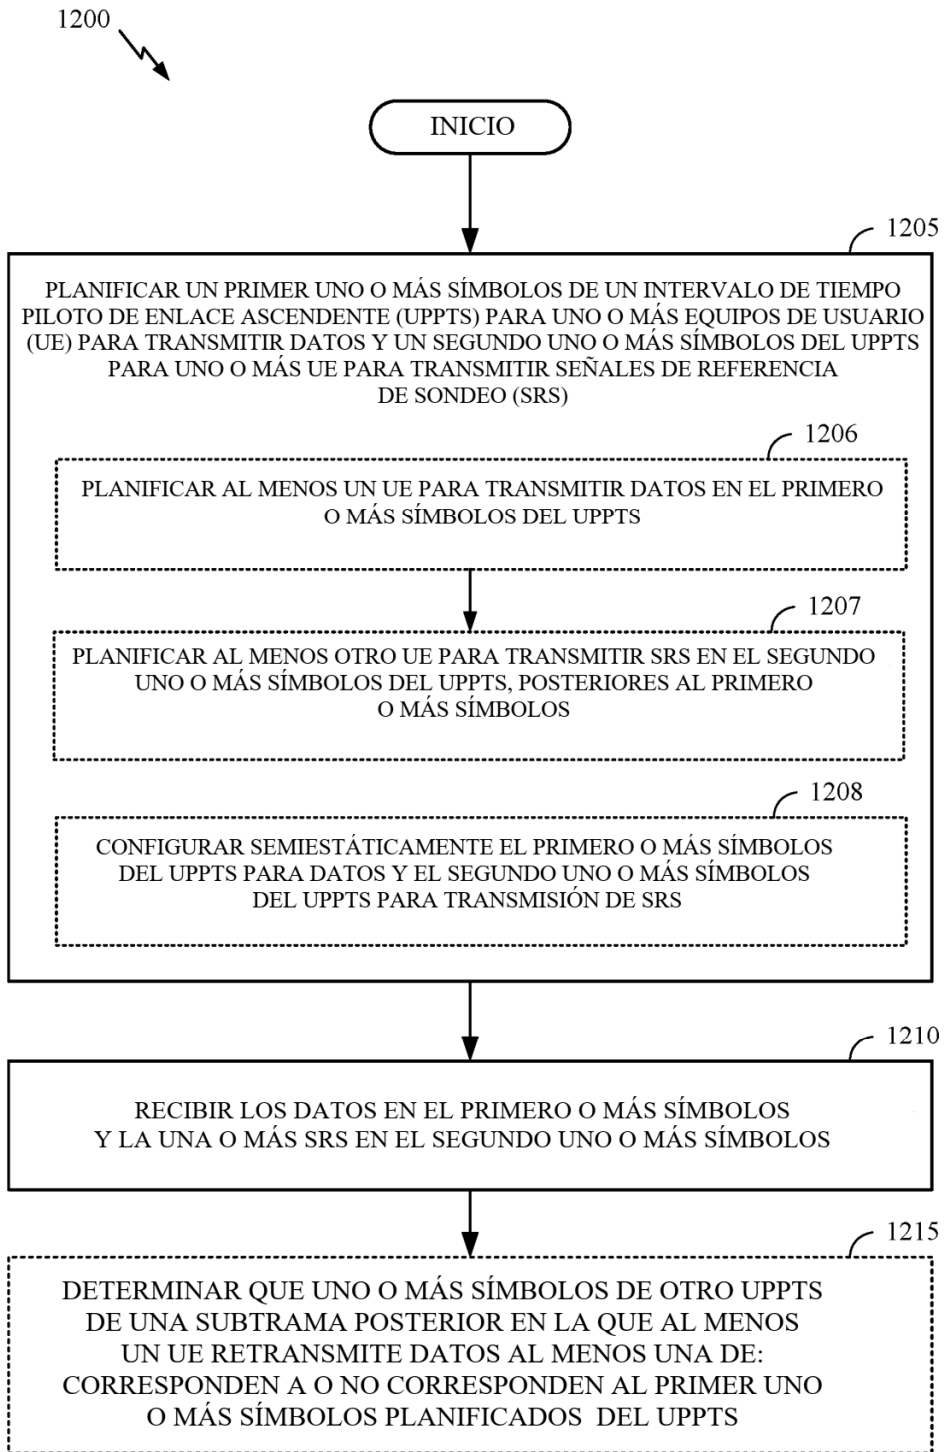 1200
INICIO
1205
PLANIFICAR UN PRIMER UNO O MÁS SÍMBOLOS DE UN INTERVALO DE TIEMPO
PILOTO DE ENLACE ASCENDENTE (UPPTS) PARA UNO O MÁS EQUIPOS DE USUARIO
(UE) PARA TRANSMITIR DATOS Y UN SEGUNDO UNO O MÁS SÍMBOLOS DEL UPPTS
PARA UNO O MÁS UE PARA TRANSMITIR SEÑALES DE REFERENCIA
DE SONDEO (SRS)
1206
PLANIFICAR AL MENOS UN UE PARA TRANSMITIR DATOS EN EL PRIMERO
O MÁS SÍMBOLOS DEL UPPTS
1207
PLANIFICAR AL MENOS OTRO UE PARA TRANSMITIR SRS EN EL SEGUNDO
UNO O MÁS SÍMBOLOS DEL UPPTS, POSTERIORES AL PRIMERO
O MÁS SÍMBOLOS
1208
CONFIGURAR SEMIESTÁTICAMENTE EL PRIMERO O MÁS SÍMBOLOS
DEL UPPTS PARA DATOS Y EL SEGUNDO UNO O MÁS SÍMBOLOS
DEL UPPTS PARA TRANSMISIÓN DE SRS
1210
RECIBIR LOS DATOS EN EL PRIMERO O MÁS SÍMBOLOS
Y LA UNA O MÁS SRS EN EL SEGUNDO UNO O MÁS SÍMBOLOS
1215
DETERMINAR QUE UNO O MÁS SÍMBOLOS DE OTRO UPPTS
DE UNA SUBTRAMA POSTERIOR EN LA QUE AL MENOS
UN UE RETRANSMITE DATOS AL MENOS UNA DE:
CORRESPONDEN A O NO CORRESPONDEN AL PRIMER UNO
O MÁS SÍMBOLOS PLANIFICADOS DEL UPPTS